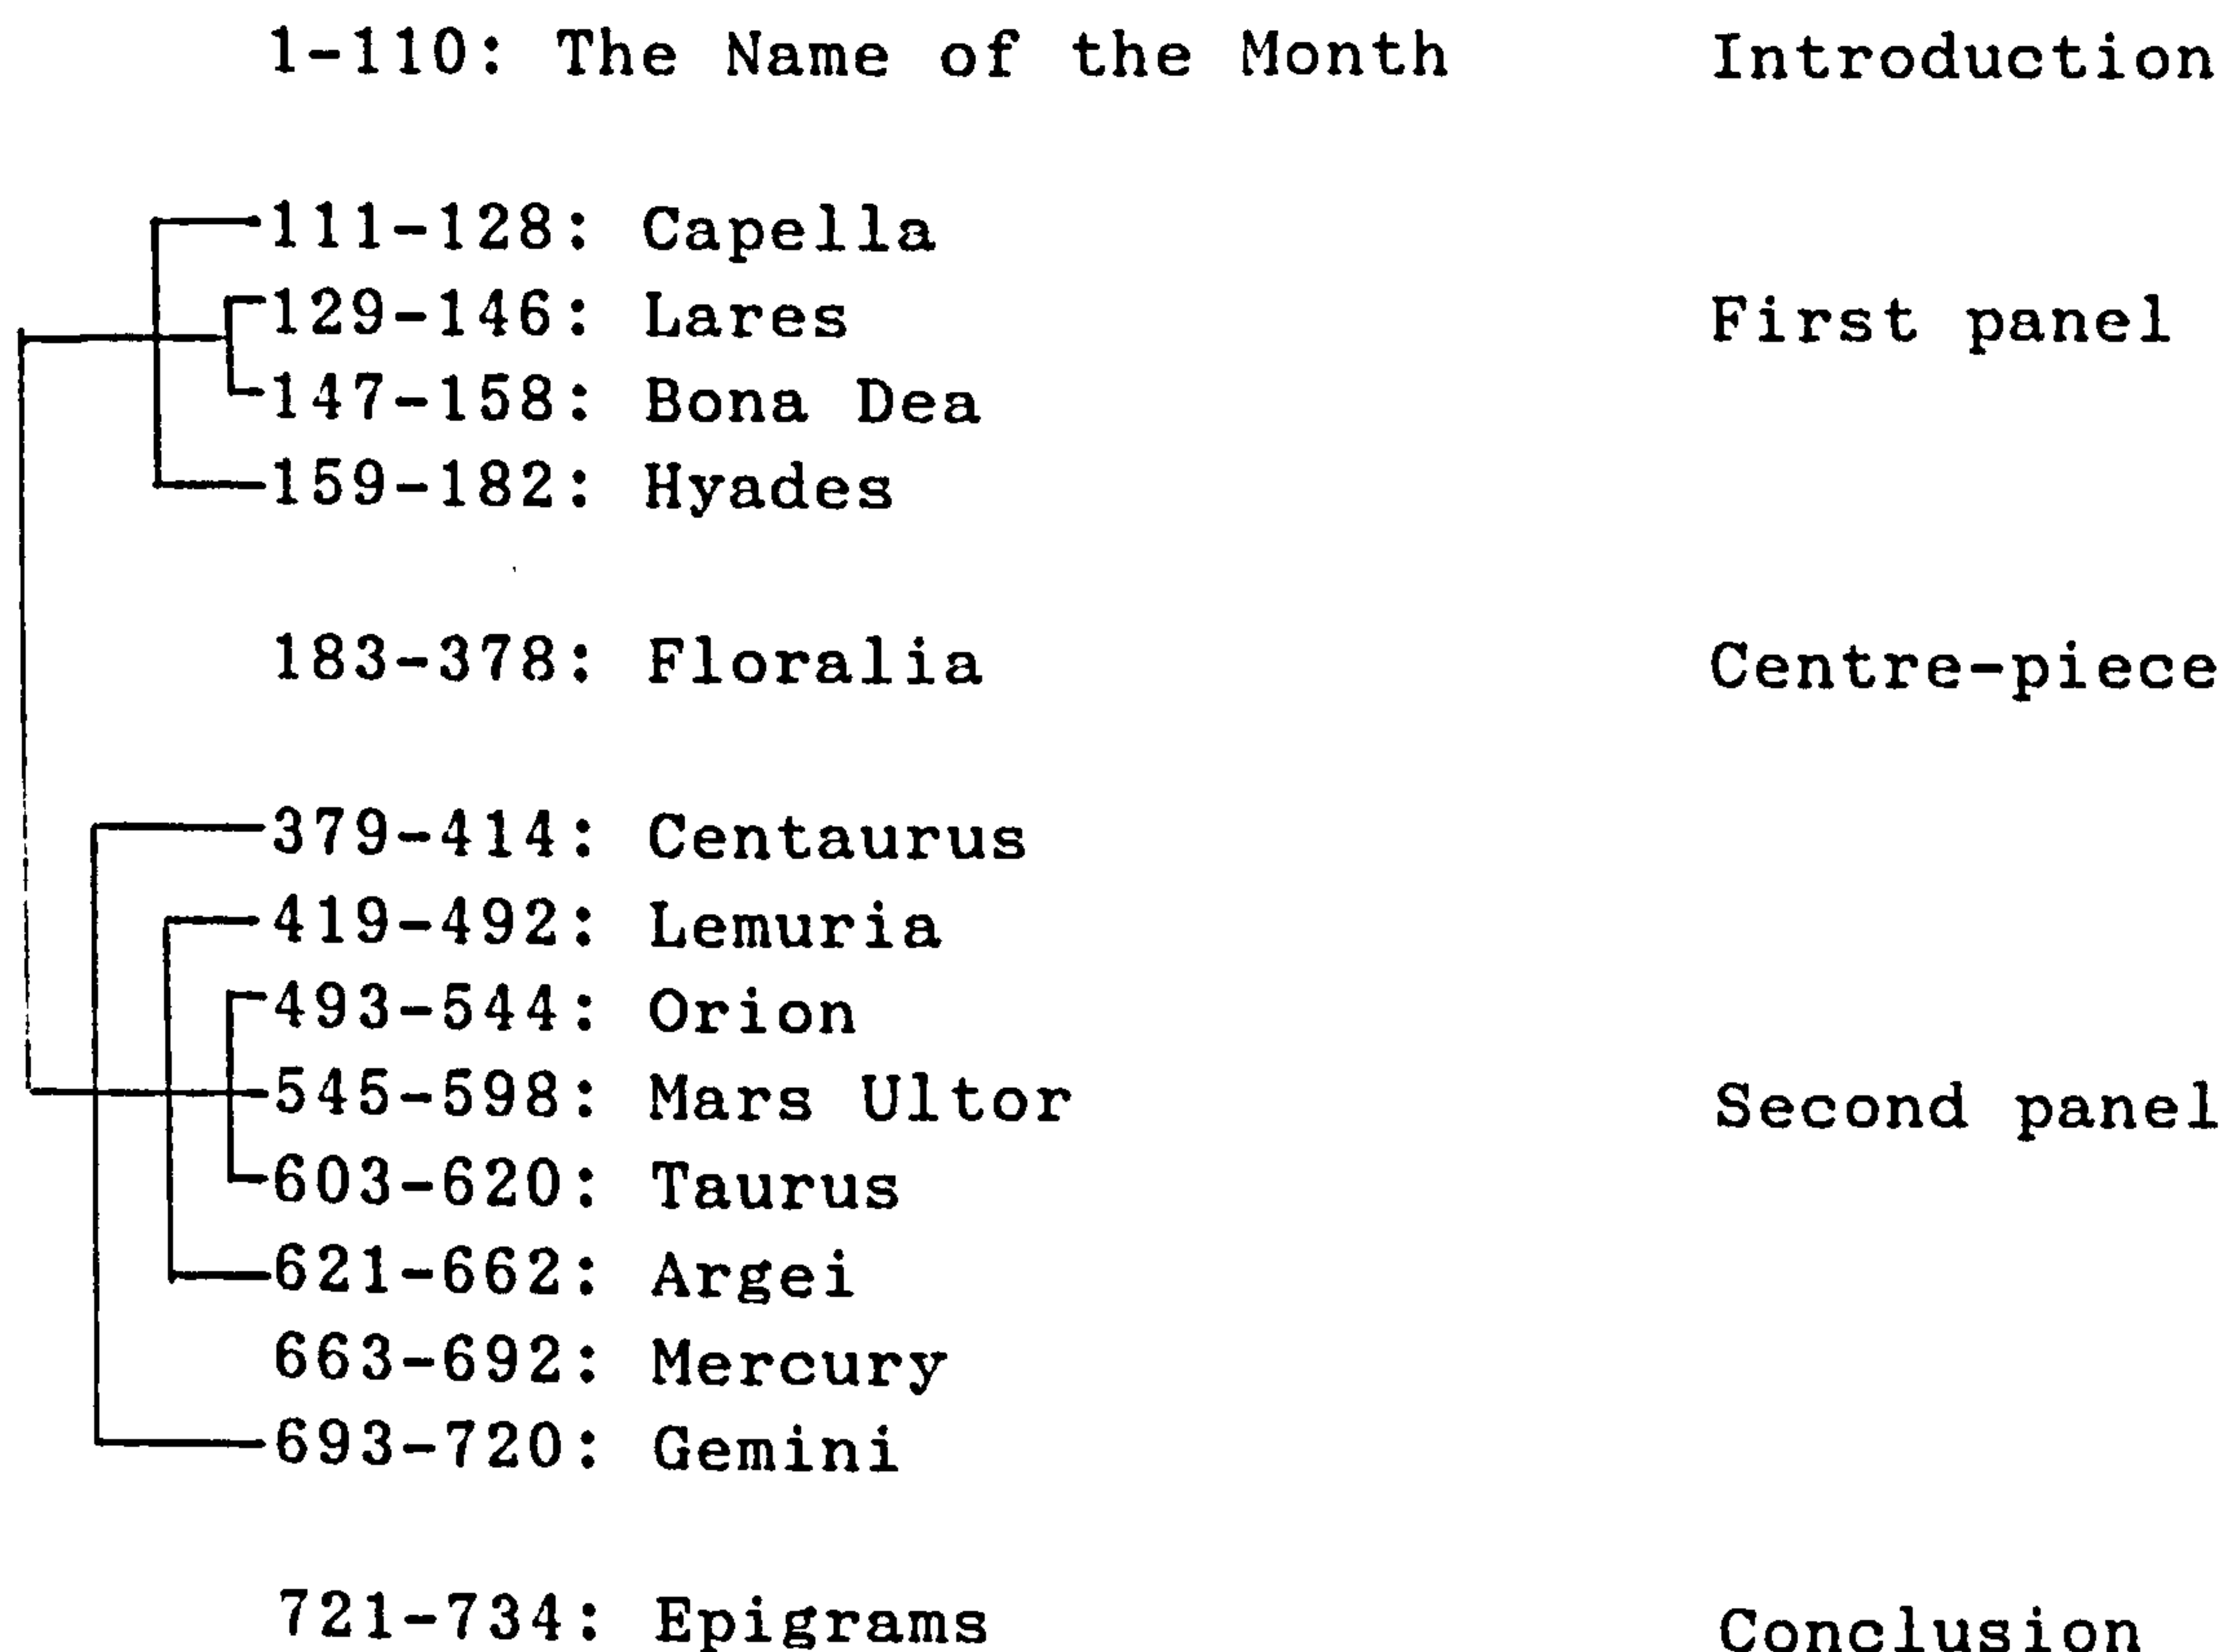 1-110: The Name of the Month Introduction
111-128: Capella
129-146: Lares First panel
147-158: Bona Dea
159-182: Hyades
183-378: Floralia Centre-piece
379-414: Centaurus
419-492: Lemuria
493-544: Orion
545-598: Mars Ultor Second panel
603-620: Taurus
621-662: Argei
663-692: Mercury
693-720: Gemini
721-734: Epigrams Conclusion